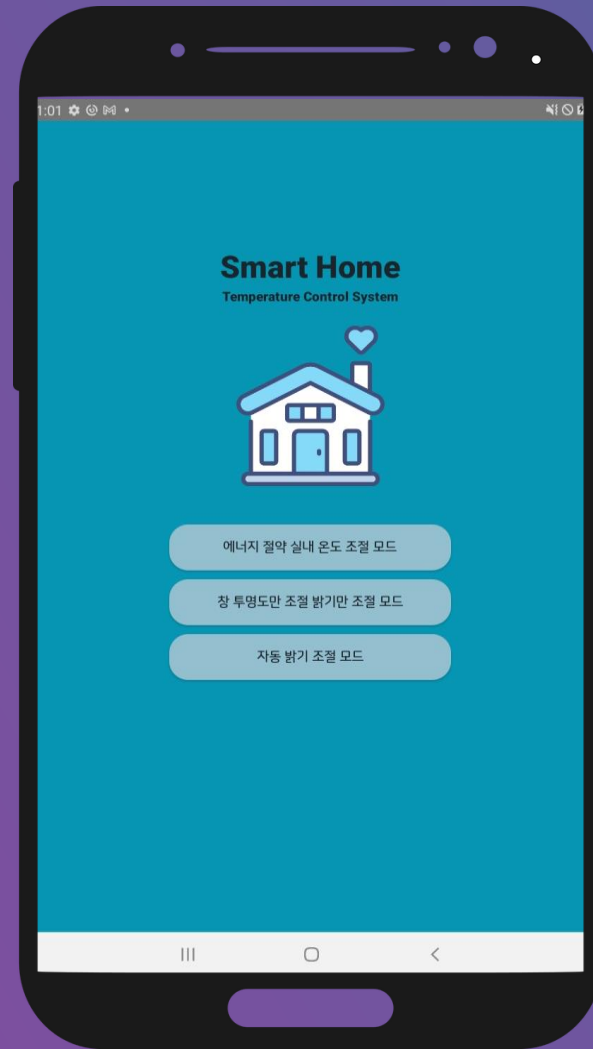 1:01
Smart Home
Temperature Control System
에너지 절약 실내 온도 조절 모드
창 투명도만 조절 밝기만 조절 모드
자동 밝기 조절 모드